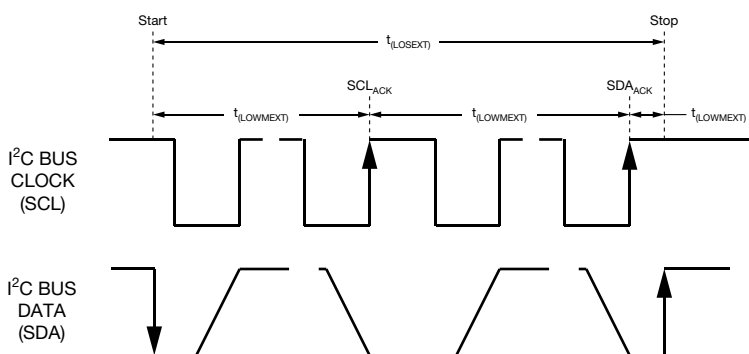 Start
Stop
t(LOSEXT)
SCLACK
SDAACK
t(LOWMEXT)
t(LOWMEXT)
t(LOWMEXT)
I2C BUS
CLOCK
(SCL)
I2C BUS
DATA
(SDA)